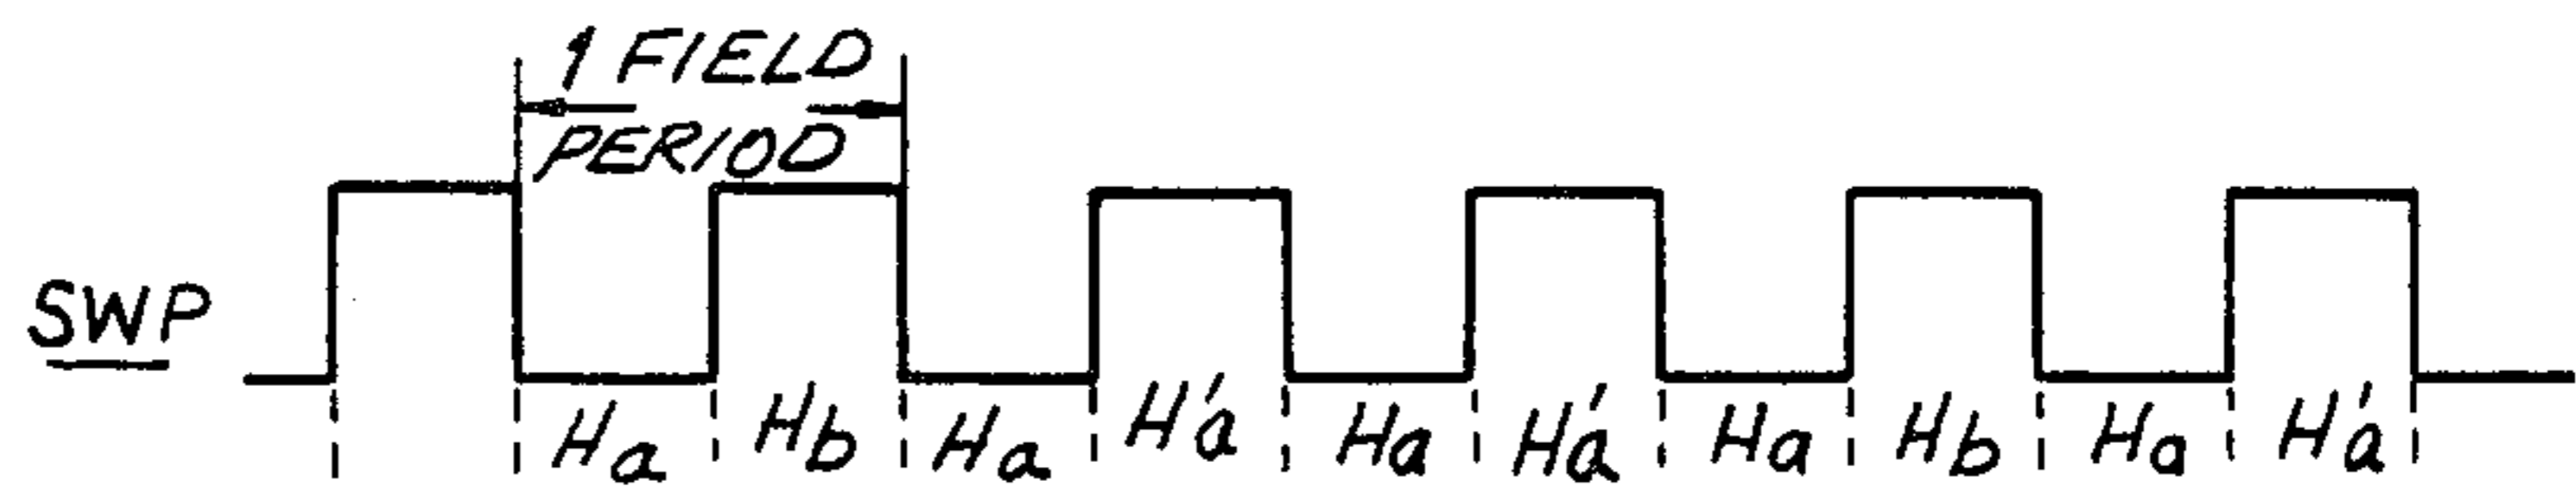 1 FIELD
PERIOD
SWP
Ha Hb Ha H'a Ha H'a Ha Hb Ha H'a